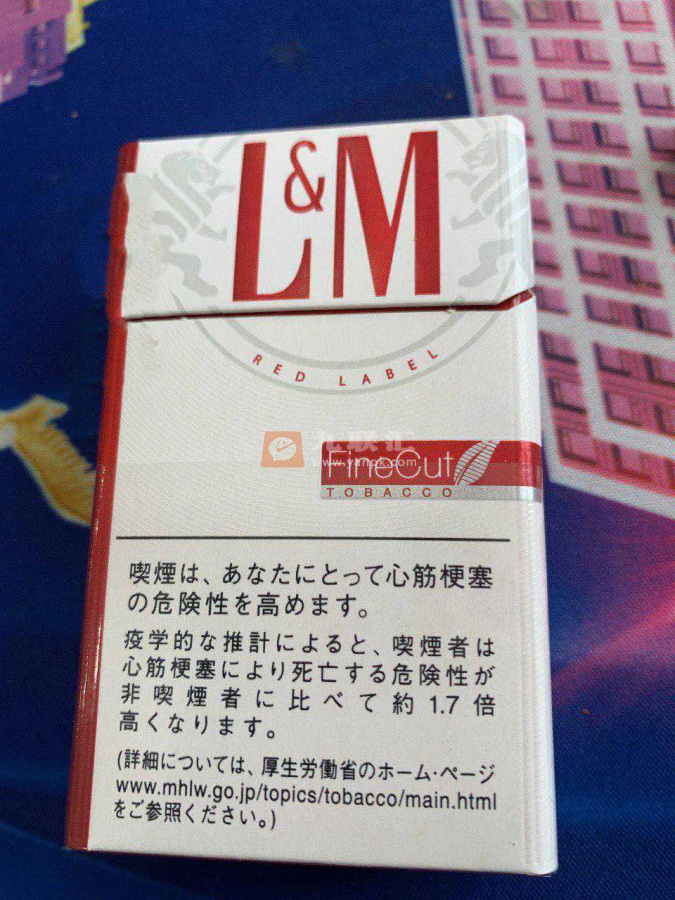 L&M
RED LABEL
www.yanpk.com
FineCut
TOBACCO
喫煙は、あなたにとって心筋梗塞
の危険性を高めます。
疫学的な推計によると、喫煙者は
心筋梗塞により死亡する危険性が
非喫煙者に比べて約1.7倍
高くなります。
(詳細については、厚生労働省のホーム・ページ
www.mhlw.go.jp/topics/tobacco/main.html
をご参照ください。)